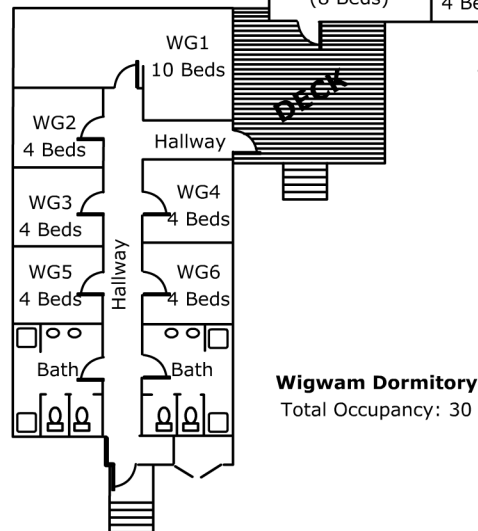 (8 Beds)
4 Be
WG1
10 Beds
DECK
WG2
4 Beds
Hallway
WG3
4 Beds
WG4
4 Beds
Hallway
WG5
4 Beds
WG6
4 Beds
Bath
Bath
Wigwam Dormitory
Total Occupancy: 30